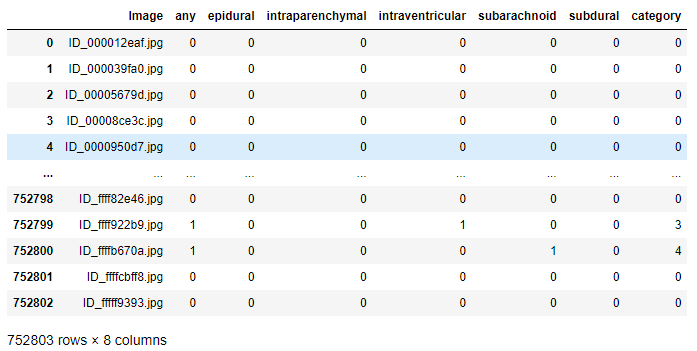 Image any epidural intraparenchymal intraventricular subarachnoid subdural category
0 ID_000012eaf.jpg 0 0 0 0 0 0 0
1 ID_000039fa0.jpg 0 0 0 0 0 0 0
2 ID_00005679d.jpg 0 0 0 0 0 0 0
3 ID_00008ce3c.jpg 0 0 0 0 0 0 0
4 ID_0000950d7.jpg 0 0 0 0 0 0 0
... ... ... ... ... ... ... ... ...
752798 ID_ffff82e46.jpg 0 0 0 0 0 0 0
752799 ID_ffff922b9.jpg 1 0 0 1 0 0 3
752800 ID_ffffb670a.jpg 1 0 0 0 1 0 4
752801 ID_ffffcbff8.jpg 0 0 0 0 0 0 0
752802 ID_fffff9393.jpg 0 0 0 0 0 0 0
752803 rows × 8 columns